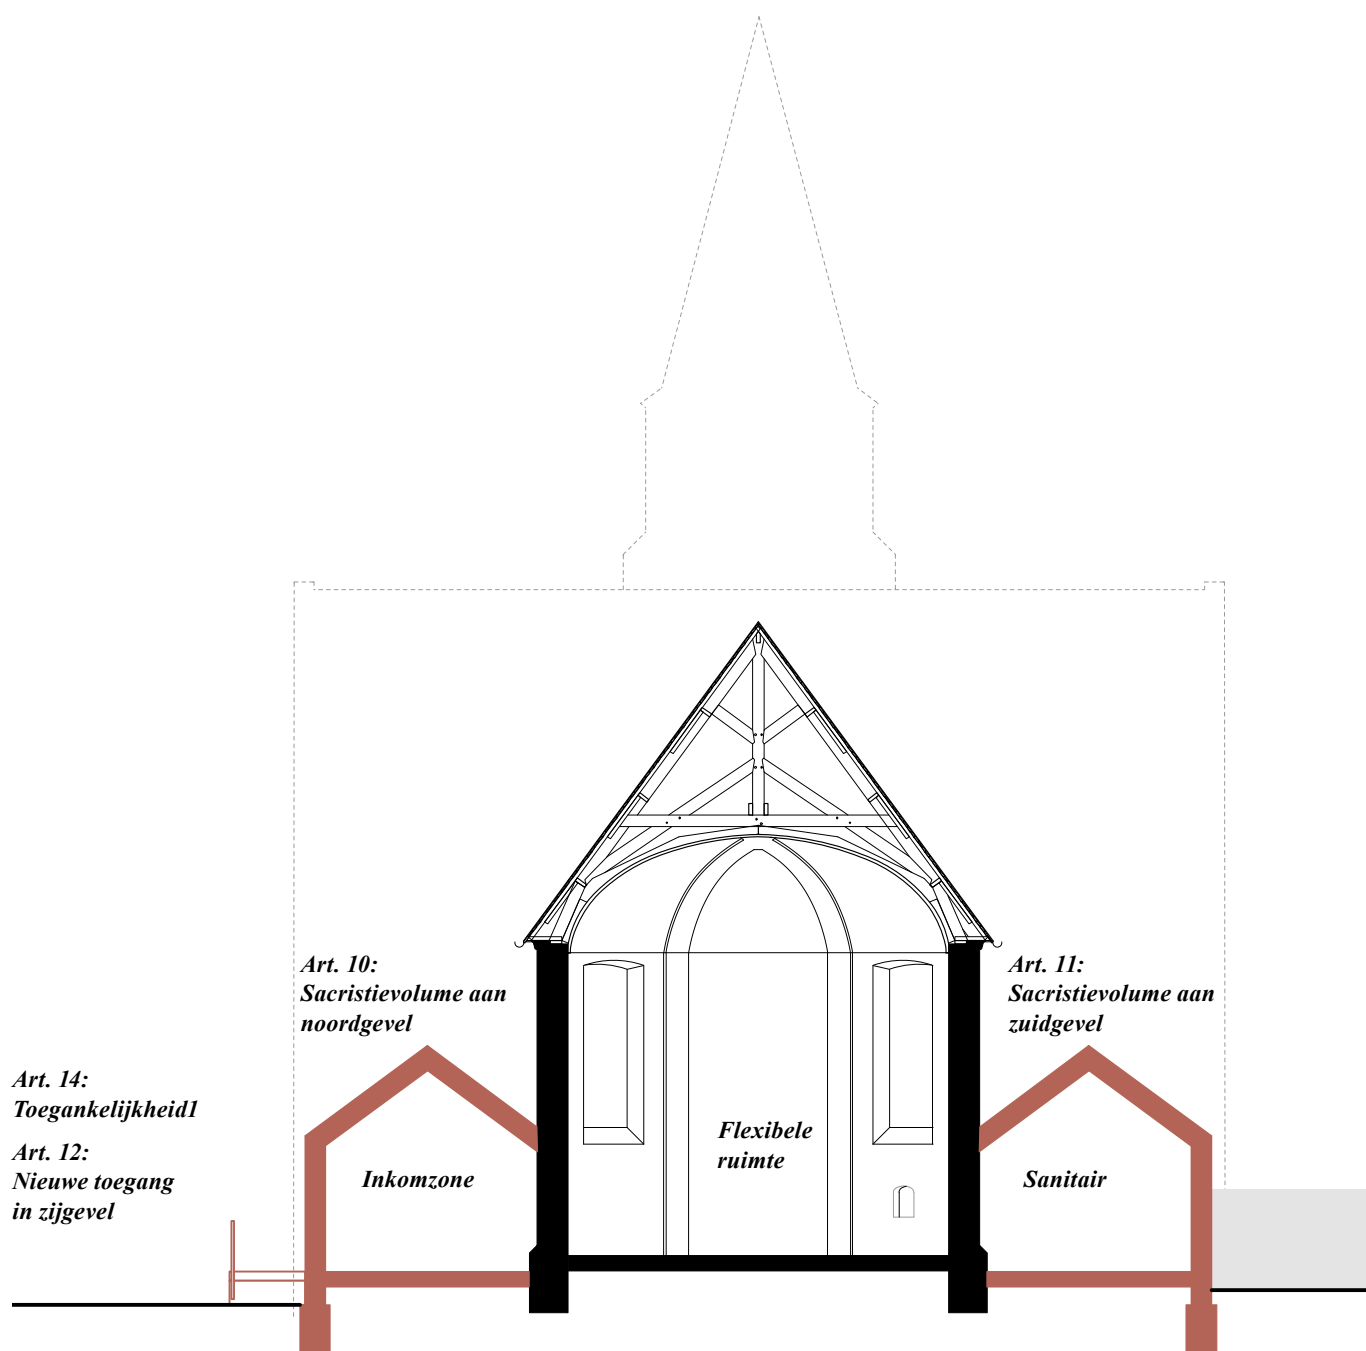 Art. 10:
Sacristievolume aan
noordgevel
Art. 11:
Sacristievolume aan
zuidgevel
Art. 14:
Toegankelijkheid1
Art. 12:
Nieuwe toegang
in zijgevel
Inkomzone
Flexibele
ruimte
Sanitair